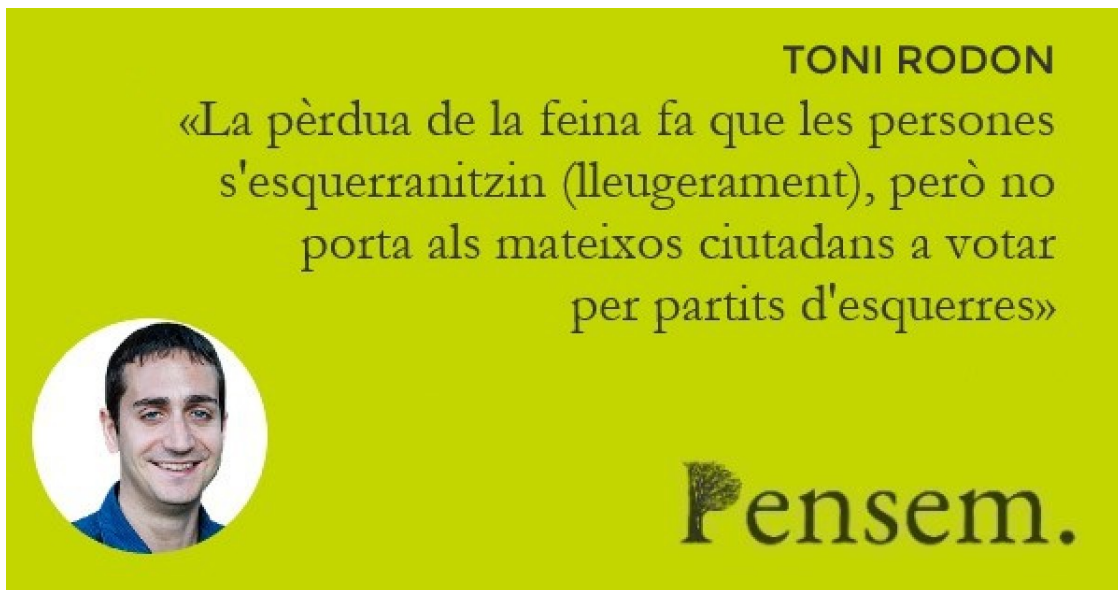 TONI RODON
«La pèrdua de la feina fa que les persones
s'esquerranitzin (lleugerament), però no
porta als mateixos ciutadans a votar
per partits d'esquerres»
Pensem.